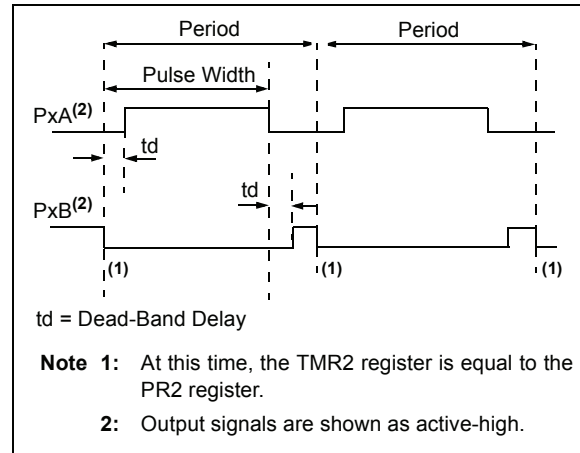 Period Period
Pulse Width
PxA(2)
td
td
PxB(2)
(1) (1) (1)
td = Dead-Band Delay
Note 1: At this time, the TMR2 register is equal to the
PR2 register.
2: Output signals are shown as active-high.